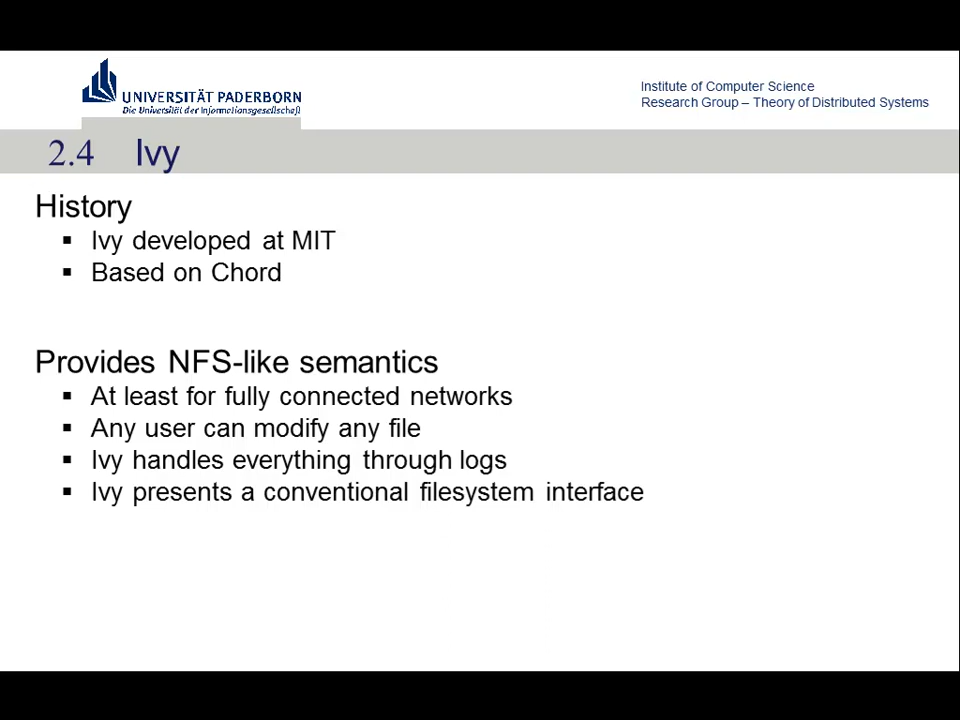 UNIVERSITÄT PADERBORN
Die Universität der Informationsgesellschaft
Institute of Computer Science
Research Group – Theory of Distributed Systems
2.4 Ivy
History
▪ Ivy developed at MIT
▪ Based on Chord
Provides NFS-like semantics
▪ At least for fully connected networks
▪ Any user can modify any file
▪ Ivy handles everything through logs
▪ Ivy presents a conventional filesystem interface